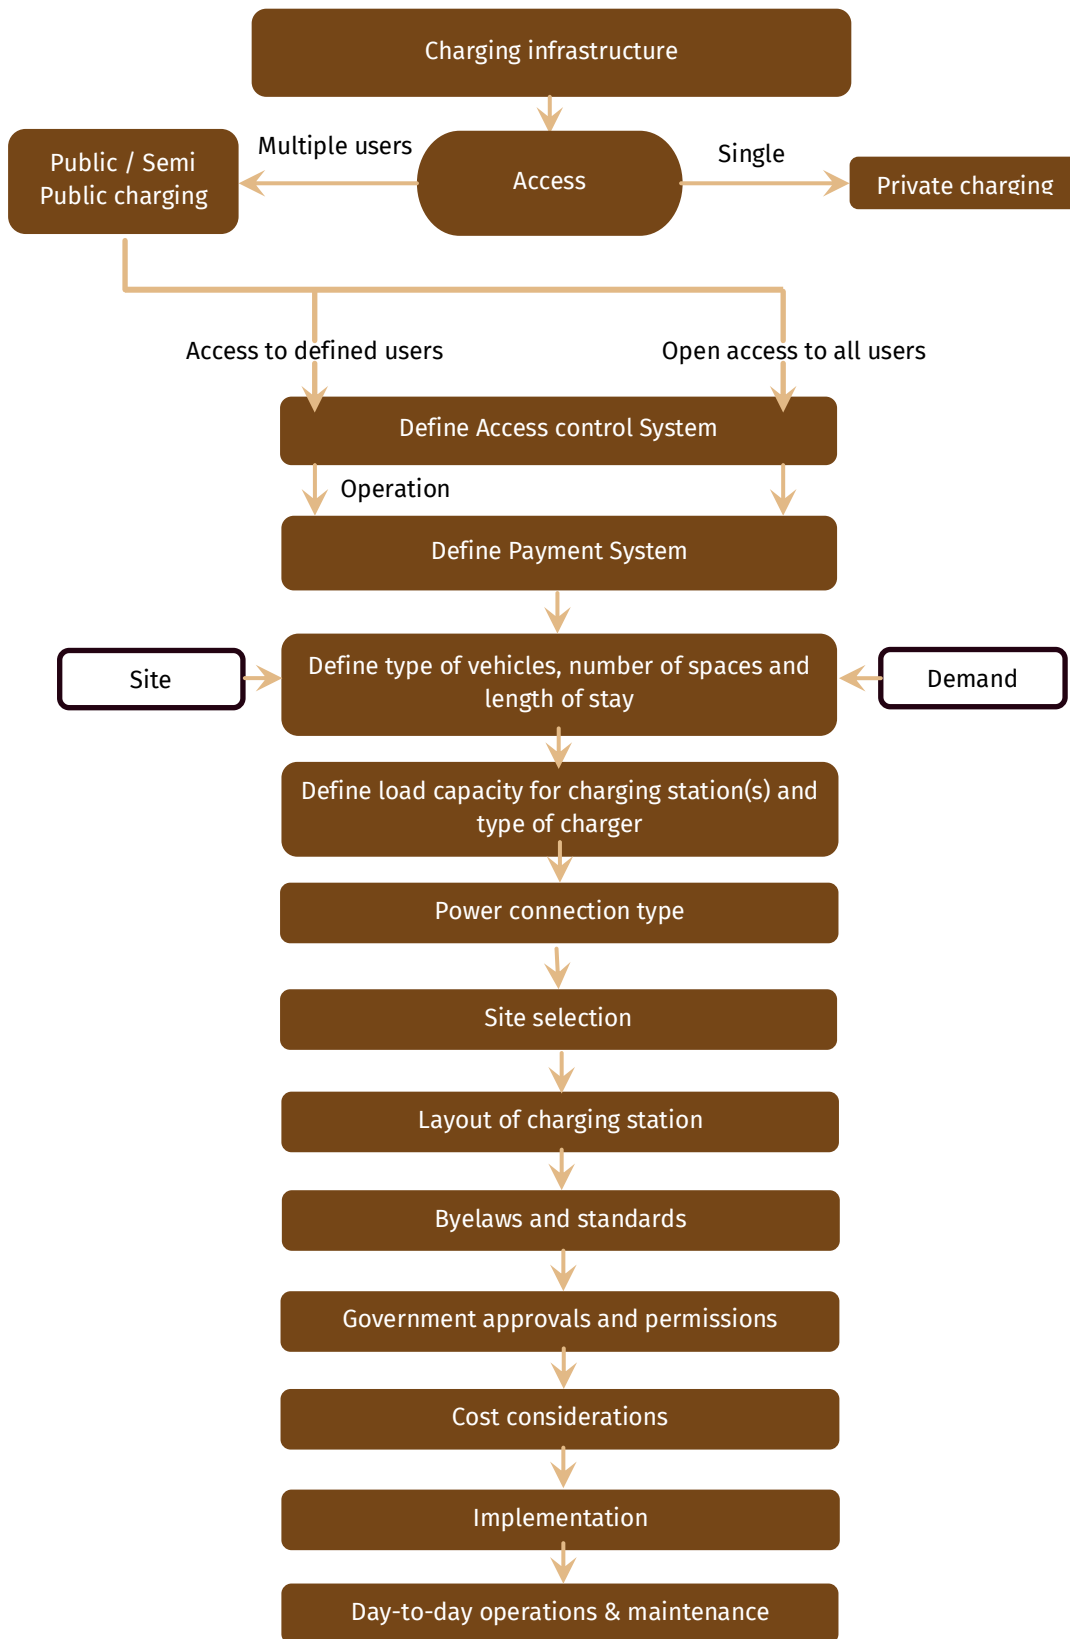 Charging infrastructure
Multiple users
Single
Public / Semi
Public charging
Access
Private charging
Access to defined users
Open access to all users
Define Access control System
Operation
Define Payment System
Site
Define type of vehicles, number of spaces and
length of stay
Demand
Define load capacity for charging station(s) and
type of charger
Power connection type
Site selection
Layout of charging station
Byelaws and standards
Government approvals and permissions
Cost considerations
Implementation
Day-to-day operations & maintenance